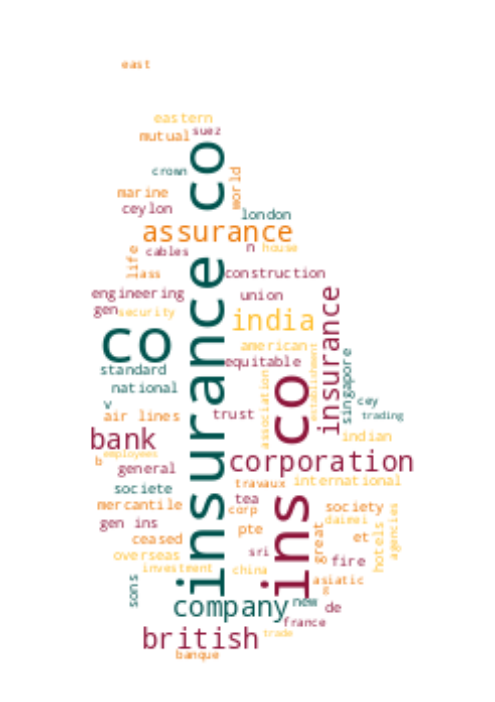 east
eastern
mutual
suez
insurance co
crown
world
marine
ceylon
london
assurance
n
house
cables
life
ass
construction
engineering
union
insurance
gen
security
india
co
american
establishment
singapore
equitable
standard
association
ins co
national
cey
v
air lines
trust
trading
bank
indian
employees
b
general
corporation
travaux
international
societe
tea
mercantile
corp
society
agencies
gen ins
pte
great
daimei
hotels
ceased
et
overseas
sri
fire
investment
china
asiatic
sons
g
company
new
de
france
british
trade
banque